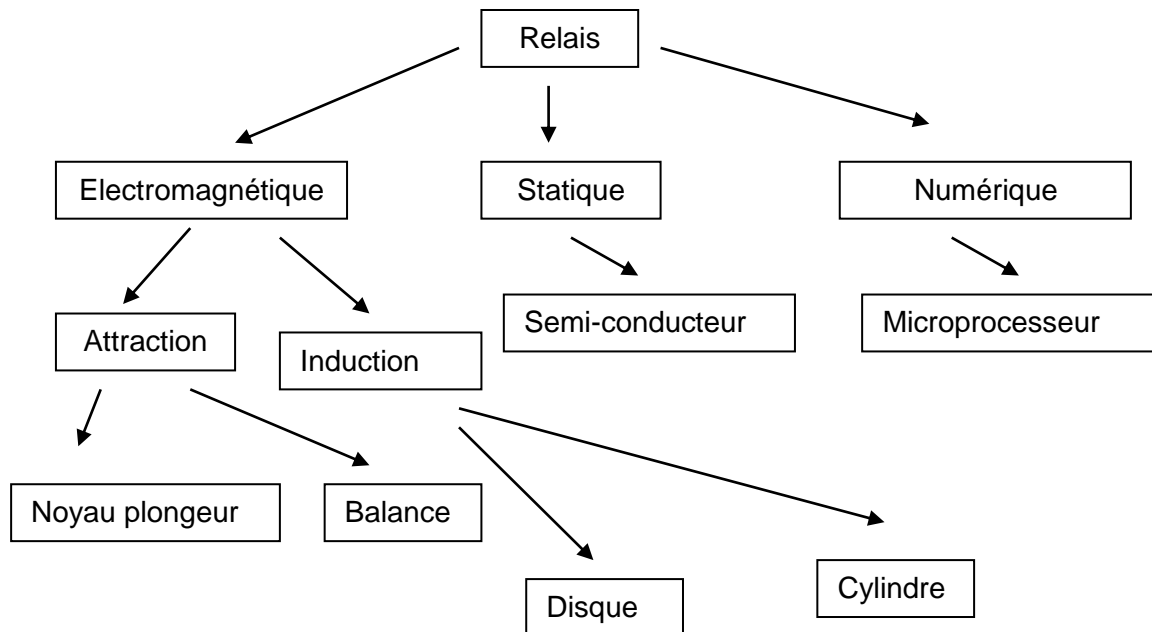 Relais
Electromagnétique
Statique
Numérique
Attraction
Induction
Semi-conducteur
Microprocesseur
Noyau plongeur
Balance
Disque
Cylindre